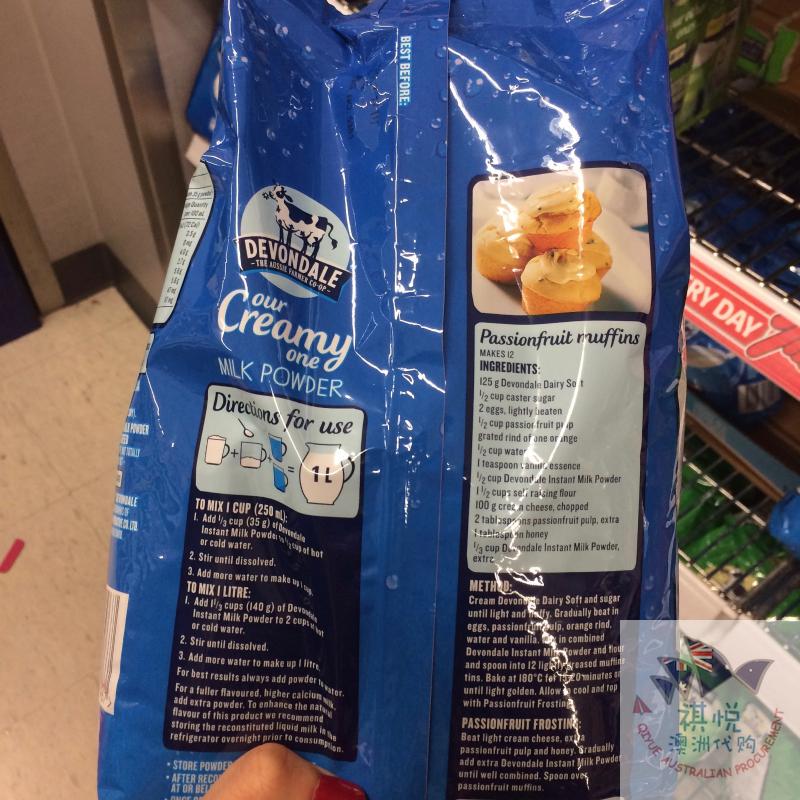 BEST BEFORE:
DEVONDALE
- THE AUSSIE FARMER CO-OP -
our
Creamy
one
MILK POWDER
Directions for use
+
=
1L
TO MIX 1 CUP (250 mL):
1. Add 1/3 cup (35 g) of Devondale
Instant Milk Powder to 1/2 cup of hot
or cold water.
2. Stir until dissolved.
3. Add more water to make up 1 cup.
TO MIX 1 LITRE:
1. Add 1 1/3 cups (140 g) of Devondale
Instant Milk Powder to 2 cups of hot
or cold water.
2. Stir until dissolved.
3. Add more water to make up 1 litre.
For best results always add powder to water.
For a fuller flavoured, higher calcium milk,
add extra powder. To enhance the natural
flavour of this product we recommend
storing the reconstituted liquid milk in the
refrigerator overnight prior to consumption.
• STORE POWDER
• AFTER
AT OR
Passionfruit muffins
MAKES 12
INGREDIENTS:
125 g Devondale Dairy Soft
1/2 cup caster sugar
2 eggs, lightly beaten
1/2 cup passionfruit pulp
grated rind of one orange
1/2 cup water
1 teaspoon vanilla essence
1/2 cup Devondale Instant Milk Powder
1 1/2 cups self raising flour
100 g cream cheese, chopped
2 tablespoons passionfruit pulp, extra
1 tablespoon honey
1/3 cup Devondale Instant Milk Powder,
extra
METHOD:
Cream Devondale Dairy Soft and sugar
until light and fluffy. Gradually beat in
eggs, passionfruit pulp, orange rind,
water and vanilla. combined
Devondale Instant Milk Powder and flour
and spoon into 12 lightly greased muffin
tins. Bake at 180°C for minutes or
until light golden. Allow to cool and top
with Passionfruit Frosting.
PASSIONFRUIT FROSTING:
Beat light cream cheese, extra
passionfruit pulp and honey. Gradually
add extra Devondale Instant Milk Powder
until well combined. Spoon over
passionfruit muffins.
RY DAY
祺悦
澳洲代购
QIYUE AUSTRALIAN PROCUREMENT